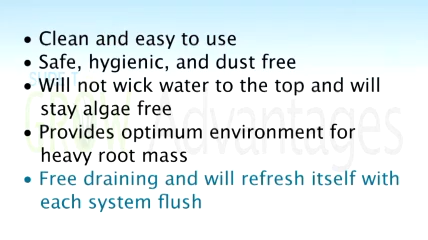 • Clean and easy to use
• Safe, hygienic, and dust free
• Will not wick water to the top and will
stay algae free
• Provides optimum environment for
heavy root mass
• Free draining and will refresh itself with
each system flush
Advantages